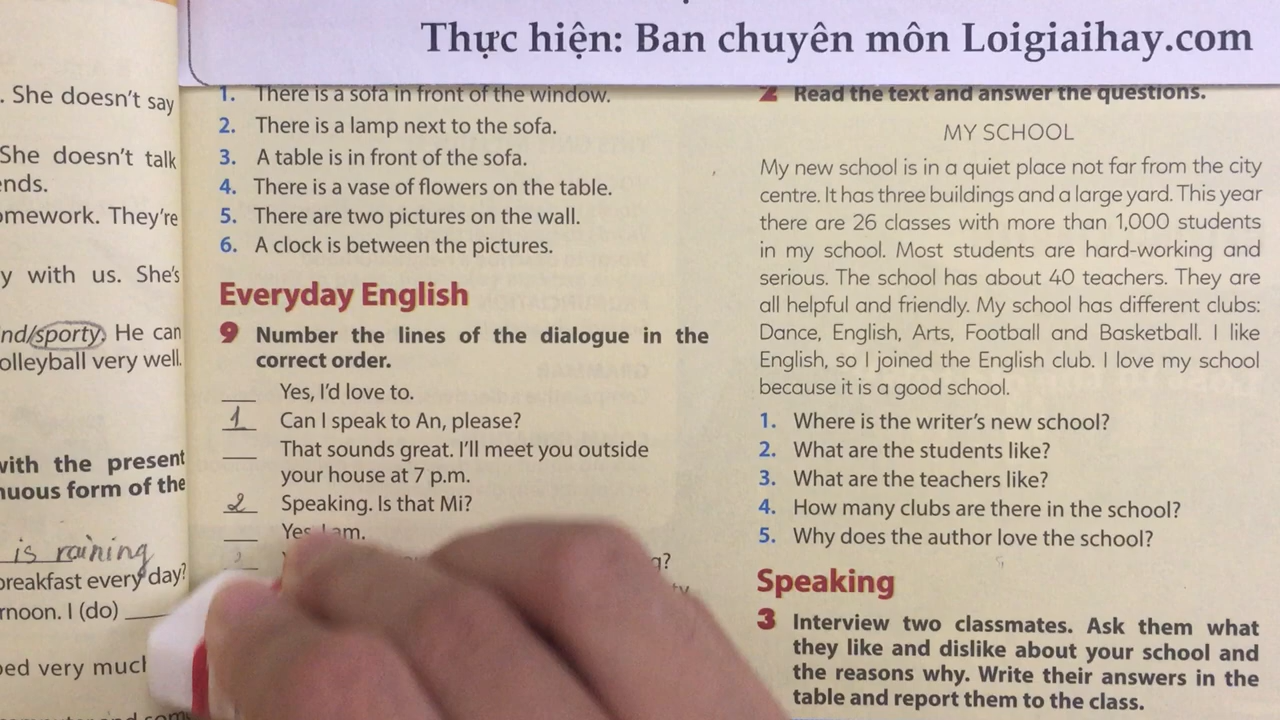 Thực hiện: Ban chuyên môn Loigiaihay.com
. She doesn't say
She doesn't talk
ends.
omework. They're
y with us. She's
nd/sporty. He can
olleyball very well.
with the present
nuous form of the
is raining
breakfast every day?
rnoon. I (do)
ped very much
1. There is a sofa in front of the window.
2. There is a lamp next to the sofa.
3. A table is in front of the sofa.
4. There is a vase of flowers on the table.
5. There are two pictures on the wall.
6. A clock is between the pictures.
Everyday English
9 Number the lines of the dialogue in the
correct order.
Yes, I'd love to.
1 Can I speak to An, please?
That sounds great. I'll meet you outside
your house at 7 p.m.
2 Speaking. Is that Mi?
Yes, I am.
g?
ty
2 Read the text and answer the questions.
MY SCHOOL
My new school is in a quiet place not far from the city
centre. It has three buildings and a large yard. This year
there are 26 classes with more than 1,000 students
in my school. Most students are hard-working and
serious. The school has about 40 teachers. They are
all helpful and friendly. My school has different clubs:
Dance, English, Arts, Football and Basketball. I like
English, so I joined the English club. I love my school
because it is a good school.
1. Where is the writer's new school?
2. What are the students like?
3. What are the teachers like?
4. How many clubs are there in the school?
5. Why does the author love the school?
Speaking
3 Interview two classmates. Ask them what
they like and dislike about your school and
the reasons why. Write their answers in the
table and report them to the class.